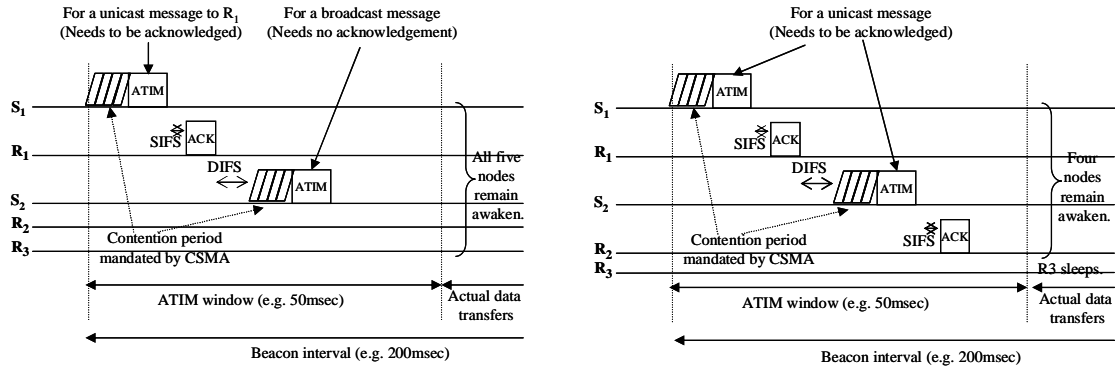 For a unicast message to R1
(Needs to be acknowledged)
For a broadcast message
(Needs no acknowledgement)
ATIM
S1
SIFS
ACK
R1
DIFS
ATIM
S2
R2
R3
All five
nodes
remain
awaken.
Contention period
mandated by CSMA
ATIM window (e.g. 50msec)
Actual data
transfers
Beacon interval (e.g. 200msec)
For a unicast message
(Needs to be acknowledged)
ATIM
S1
SIFS
ACK
R1
DIFS
ATIM
S2
SIFS
ACK
R2
R3
Four
nodes
remain
awaken.
R3 sleeps.
Contention period
mandated by CSMA
ATIM window (e.g. 50msec)
Actual data
transfers
Beacon interval (e.g. 200msec)